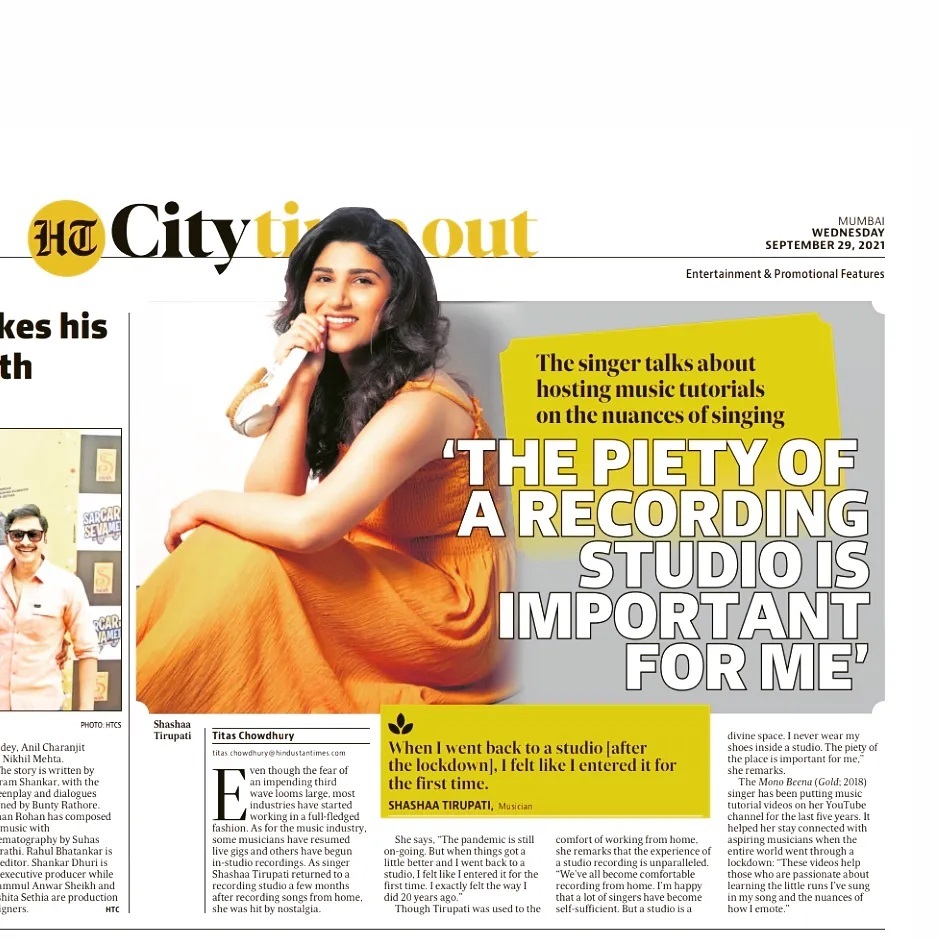 HT City time out
MUMBAI
WEDNESDAY
SEPTEMBER 29, 2021
Entertainment & Promotional Features
kes his
th
SARCAR
SEVAME
PHOTO: HTCS
dey, Anil Charanjit
Nikhil Mehta.
he story is written by
ram Shankar, with the
enplay and dialogues
ned by Bunty Rathore.
an Rohan has composed
music with
ematography by Suhas
rathi. Rahul Bhatankar is
editor. Shankar Dhuri is
executive producer while
ammul Anwar Sheikh and
shita Sethia are production
igners.
HTC
The singer talks about
hosting music tutorials
on the nuances of singing
‘THE PIETY OF
A RECORDING
STUDIO IS
IMPORTANT
FOR ME’
Shashaa
Tirupati
Titas Chowdhury
titas.chowdhury@hindustantimes.com
Even though the fear of
an impending third
wave looms large, most
industries have started
working in a full-fledged
fashion. As for the music industry,
some musicians have resumed
live gigs and others have begun
in-studio recordings. As singer
Shashaa Tirupati returned to a
recording studio a few months
after recording songs from home,
she was hit by nostalgia.
When I went back to a studio [after
the lockdown], I felt like I entered it for
the first time.
SHASHAA TIRUPATI, Musician
She says, “The pandemic is still
on-going. But when things got a
little better and I went back to a
studio, I felt like I entered it for the
first time. I exactly felt the way I
did 20 years ago.”
Though Tirupati was used to the
comfort of working from home,
she remarks that the experience of
a studio recording is unparalleled.
“We’ve all become comfortable
recording from home. I’m happy
that a lot of singers have become
self-sufficient. But a studio is a
divine space. I never wear my
shoes inside a studio. The piety of
the place is important for me,”
she remarks.
The Mono Beena (Gold; 2018)
singer has been putting music
tutorial videos on her YouTube
channel for the last five years. It
helped her stay connected with
aspiring musicians when the
entire world went through a
lockdown: “These videos help
those who are passionate about
learning the little runs I’ve sung
in my song and the nuances of
how I emote.”